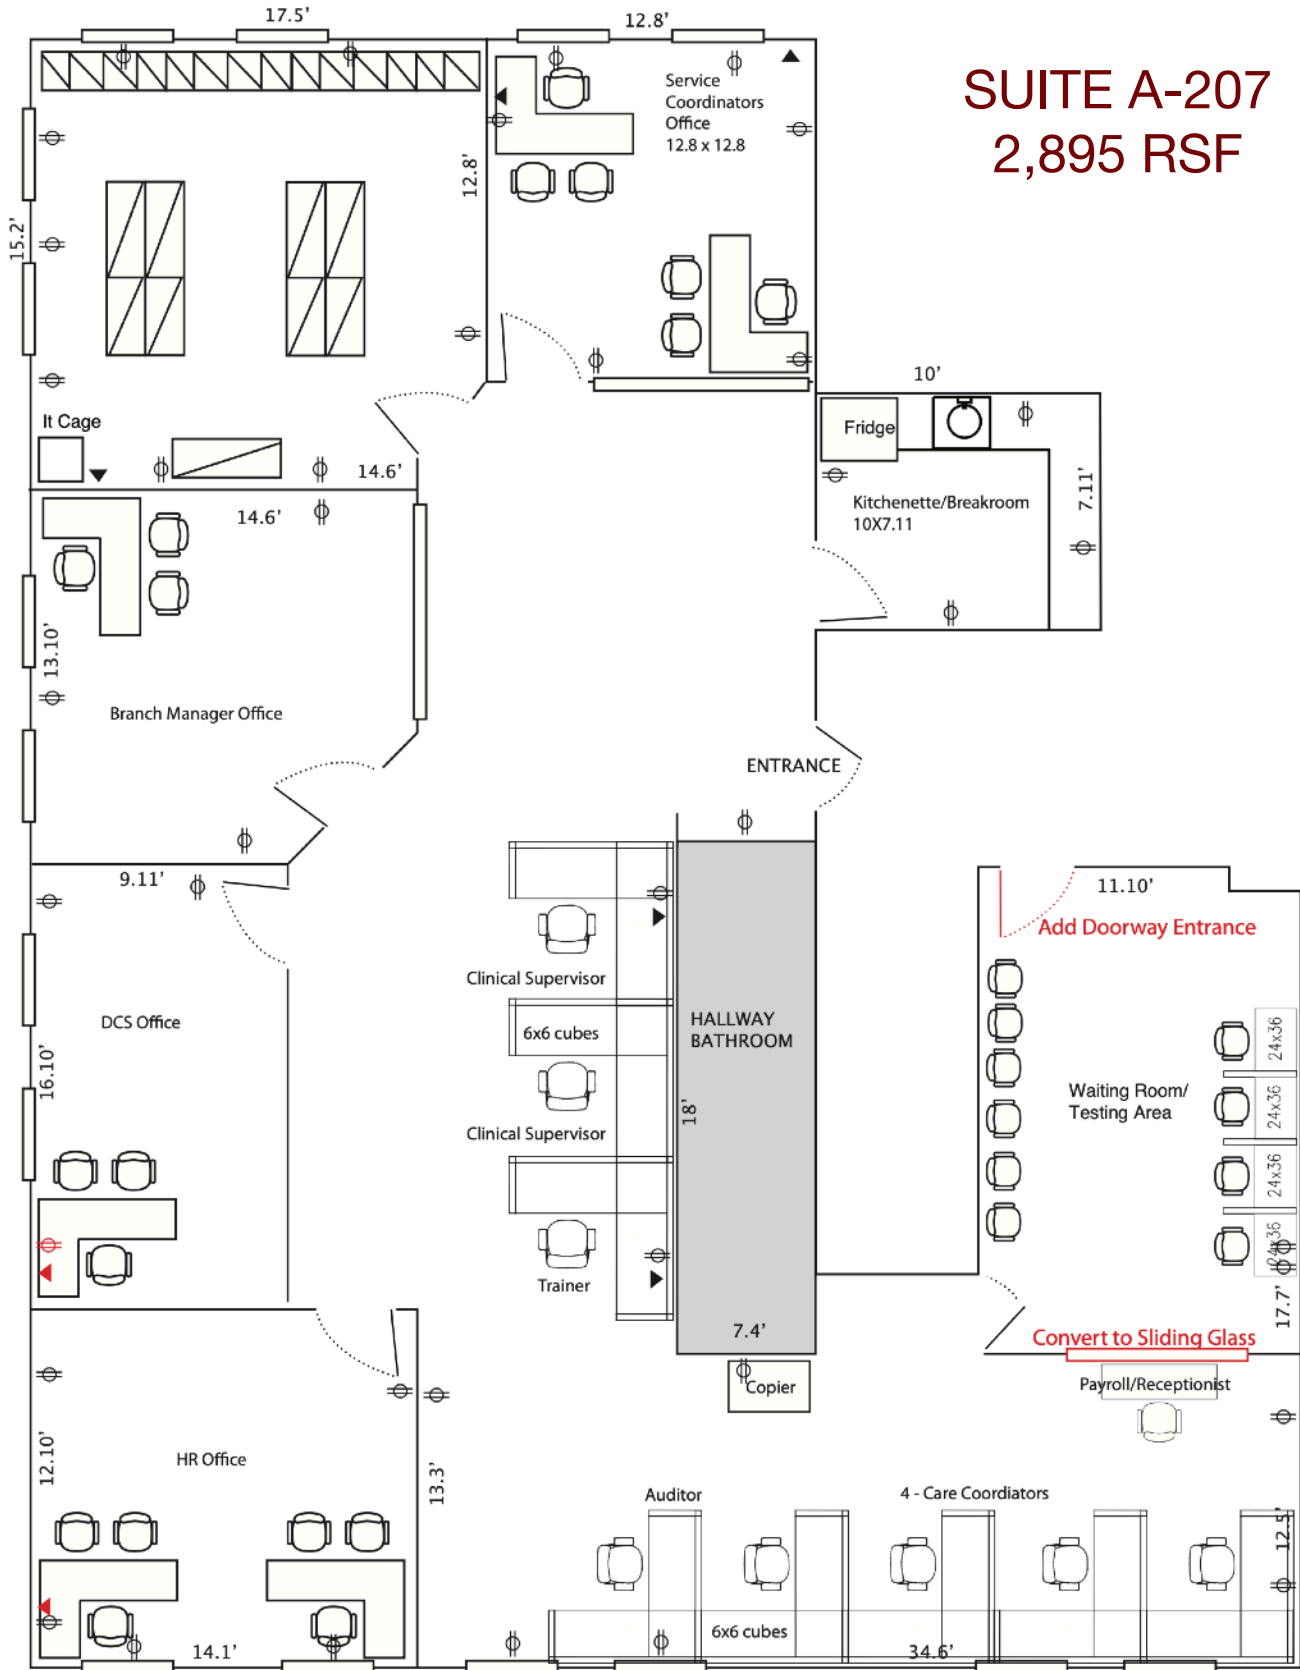 17.5’
12.8’
SUITE A-207
2,895 RSF
Service
Coordinators
Office
12.8 x 12.8
12.8’
15.2’
10’
It Cage
Fridge
14.6’
7.11’
Kitchenette/Breakroom
10X7.11
14.6’
13.10’
Branch Manager Office
ENTRANCE
9.11’
11.10’
Add Doorway Entrance
Clinical Supervisor
DCS Office
6x6 cubes
HALLWAY
BATHROOM
24x36
16.10’
Waiting Room/
Testing Area
24x36
18’
Clinical Supervisor
24x36
24x36
Trainer
17.7’
7.4’
Convert to Sliding Glass
Copier
Payroll/Receptionist
HR Office
12.10’
13.3’
Auditor
4 - Care Coordiators
12.5’
6x6 cubes
14.1’
34.6’